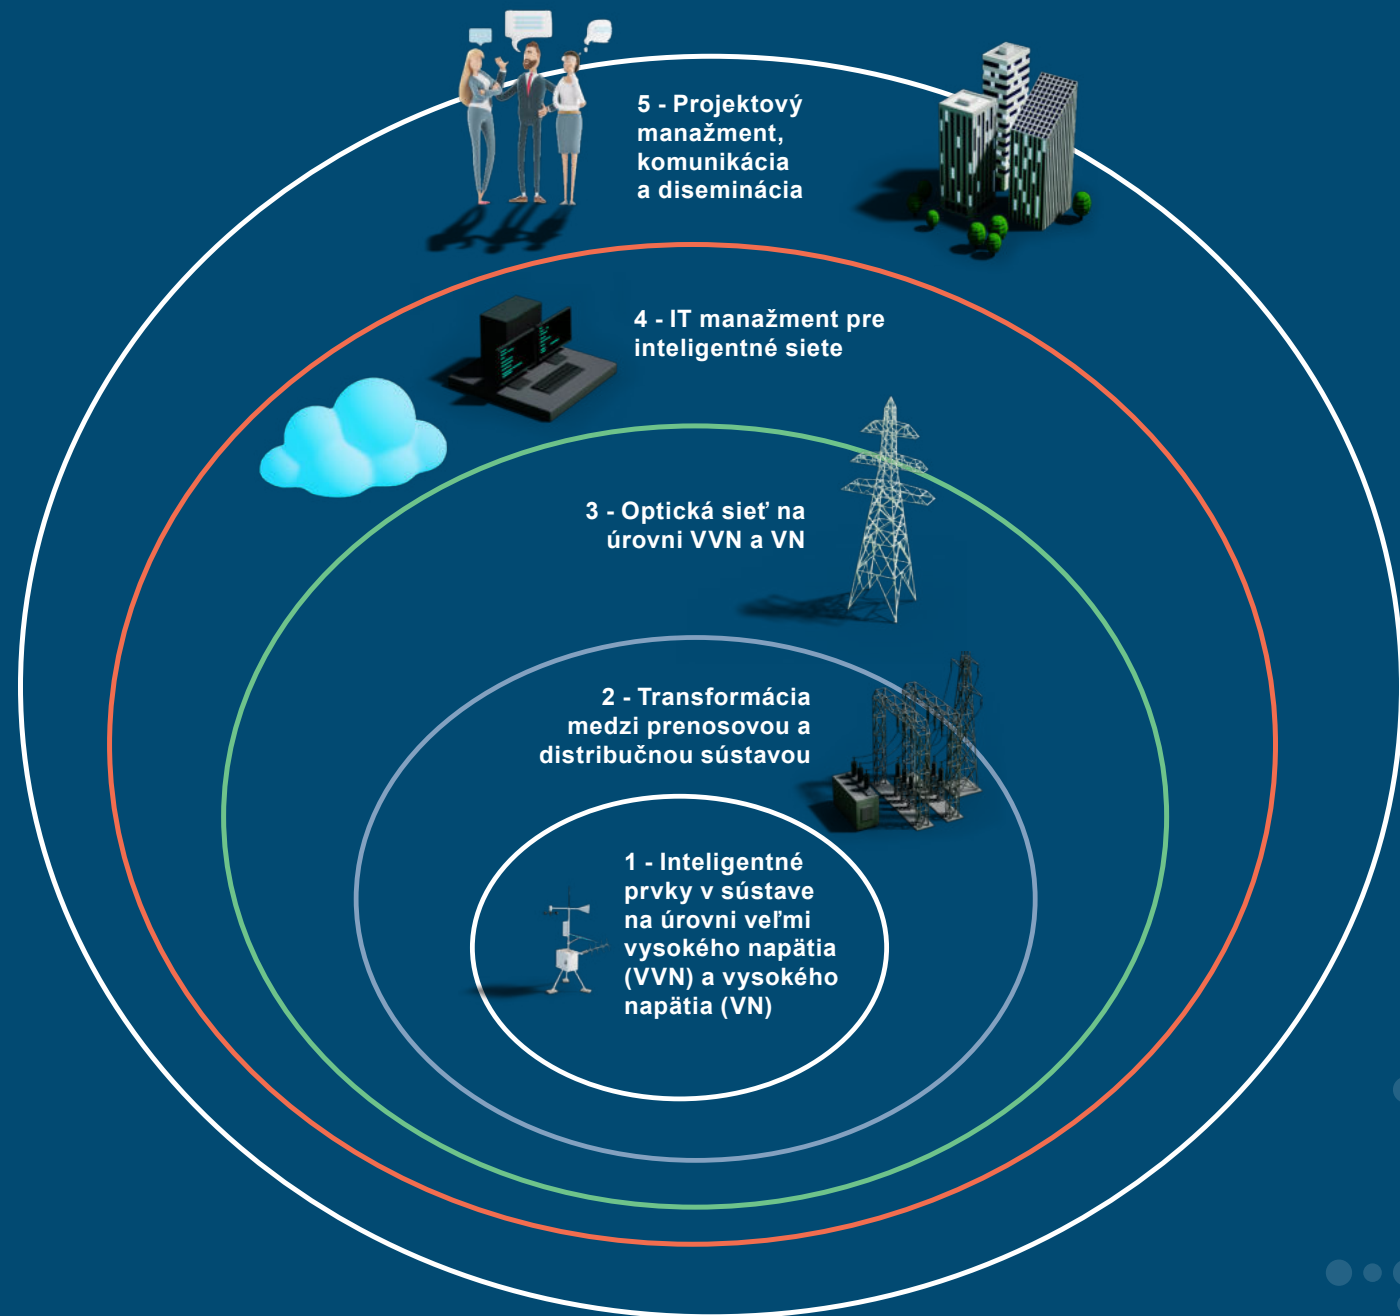 5 - Projektový
manažment,
komunikácia
a diseminácia
4 - IT manažment pre
inteligentné siete
3 - Optická sieť na
úrovni VVN a VN
2 - Transformácia
medzi prenosovou a
distribučnou sústavou
1 - Inteligentné
prvky v sústave
na úrovni veľmi
vysokého napätia
(VVN) a vysokého
napätia (VN)